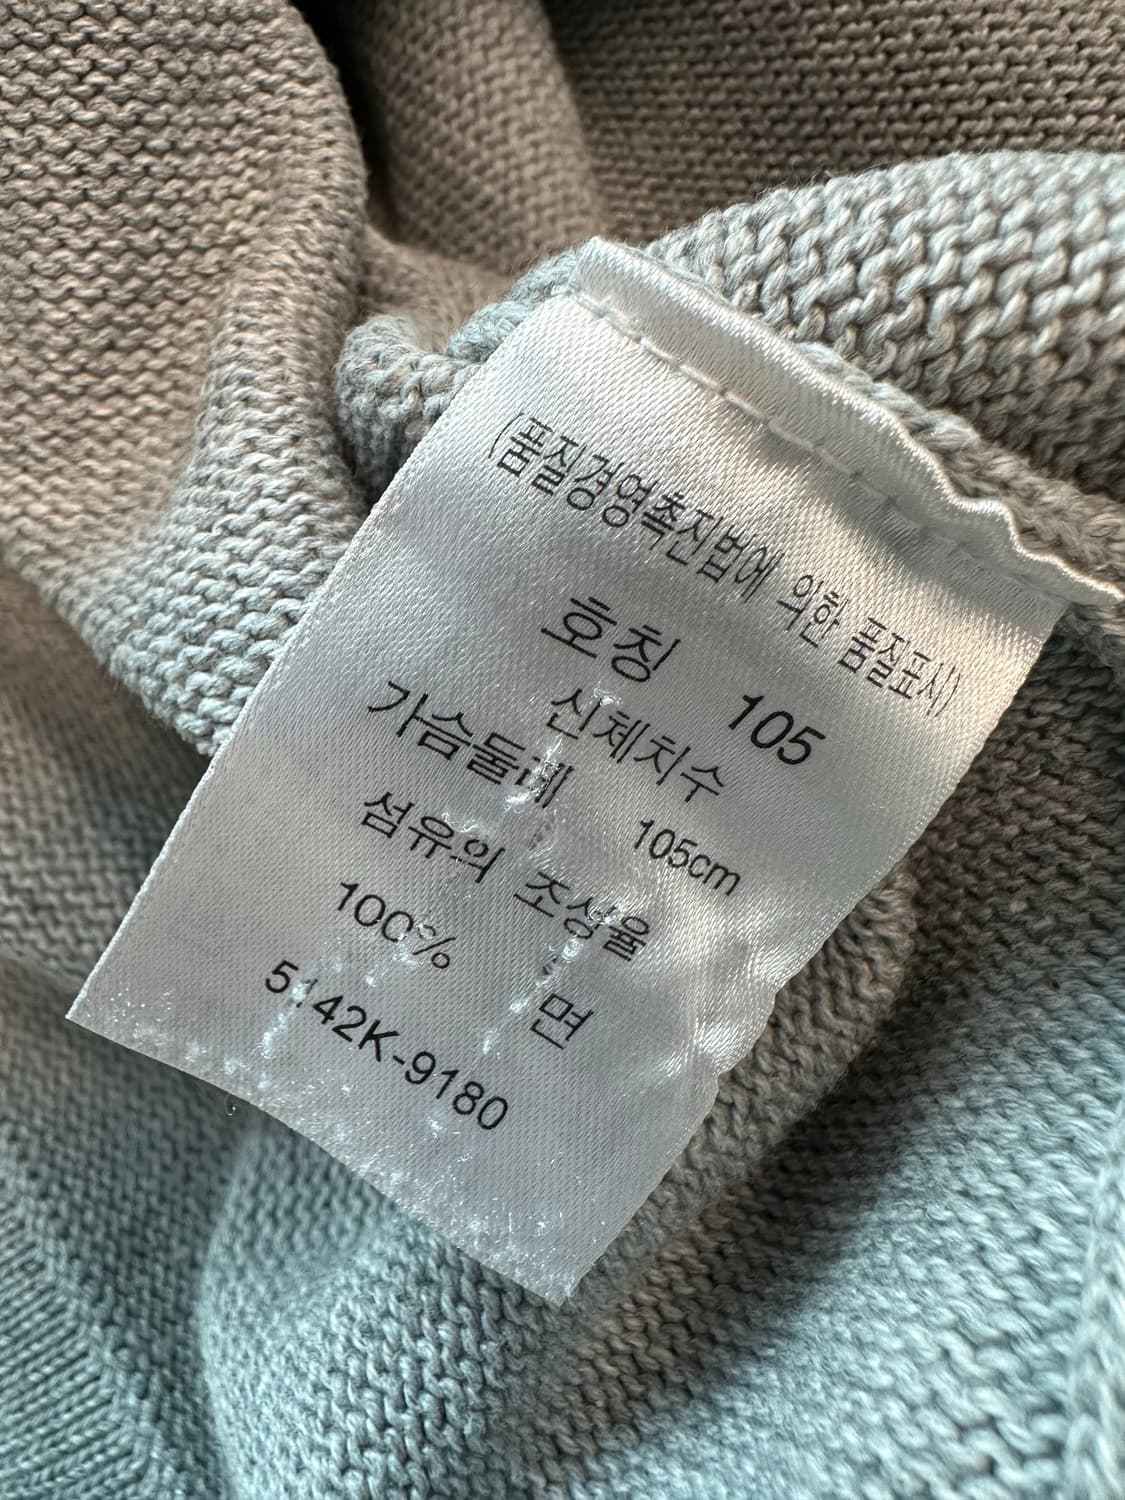 (품질경영촉진법에 의한 품질표시)
호칭 105
신체치수
가슴둘레 105cm
섬유의 조성율
100% 면
5142K-9180